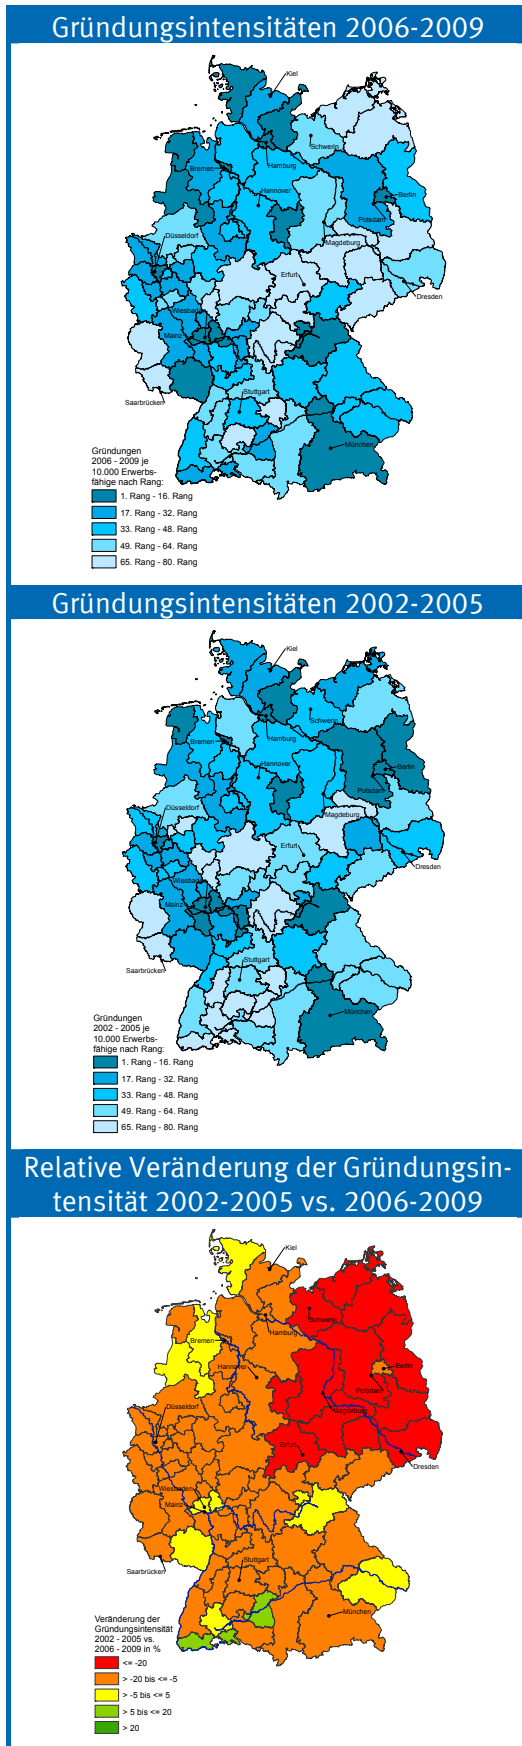 Gründungsintensitäten 2006-2009
Kiel
Schwerin
Hamburg
Bremen
Hannover
Berlin
Potsdam
Magdeburg
Düsseldorf
Erfurt
Dresden
Wiesbaden
Mainz
Saarbrücken
Stuttgart
München
Gründungen
2006 - 2009 je
10.000 Erwerbs-
fähige nach Rang:
1. Rang - 16. Rang
17. Rang - 32. Rang
33. Rang - 48. Rang
49. Rang - 64. Rang
65. Rang - 80. Rang
Gründungsintensitäten 2002-2005
Kiel
Schwerin
Hamburg
Bremen
Hannover
Berlin
Potsdam
Magdeburg
Düsseldorf
Erfurt
Dresden
Wiesbaden
Mainz
Saarbrücken
Stuttgart
München
Gründungen
2002 - 2005 je
10.000 Erwerbs-
fähige nach Rang:
1. Rang - 16. Rang
17. Rang - 32. Rang
33. Rang - 48. Rang
49. Rang - 64. Rang
65. Rang - 80. Rang
Relative Veränderung der Gründungsin-
tensität 2002-2005 vs. 2006-2009
Kiel
Schwerin
Hamburg
Bremen
Hannover
Berlin
Potsdam
Magdeburg
Düsseldorf
Erfurt
Dresden
Wiesbaden
Mainz
Saarbrücken
Stuttgart
München
Veränderung der
Gründungsintensität
2002 - 2005 vs.
2006 - 2009 in %
<= -20
> -20 bis <= -5
> -5 bis <= 5
> 5 bis <= 20
> 20